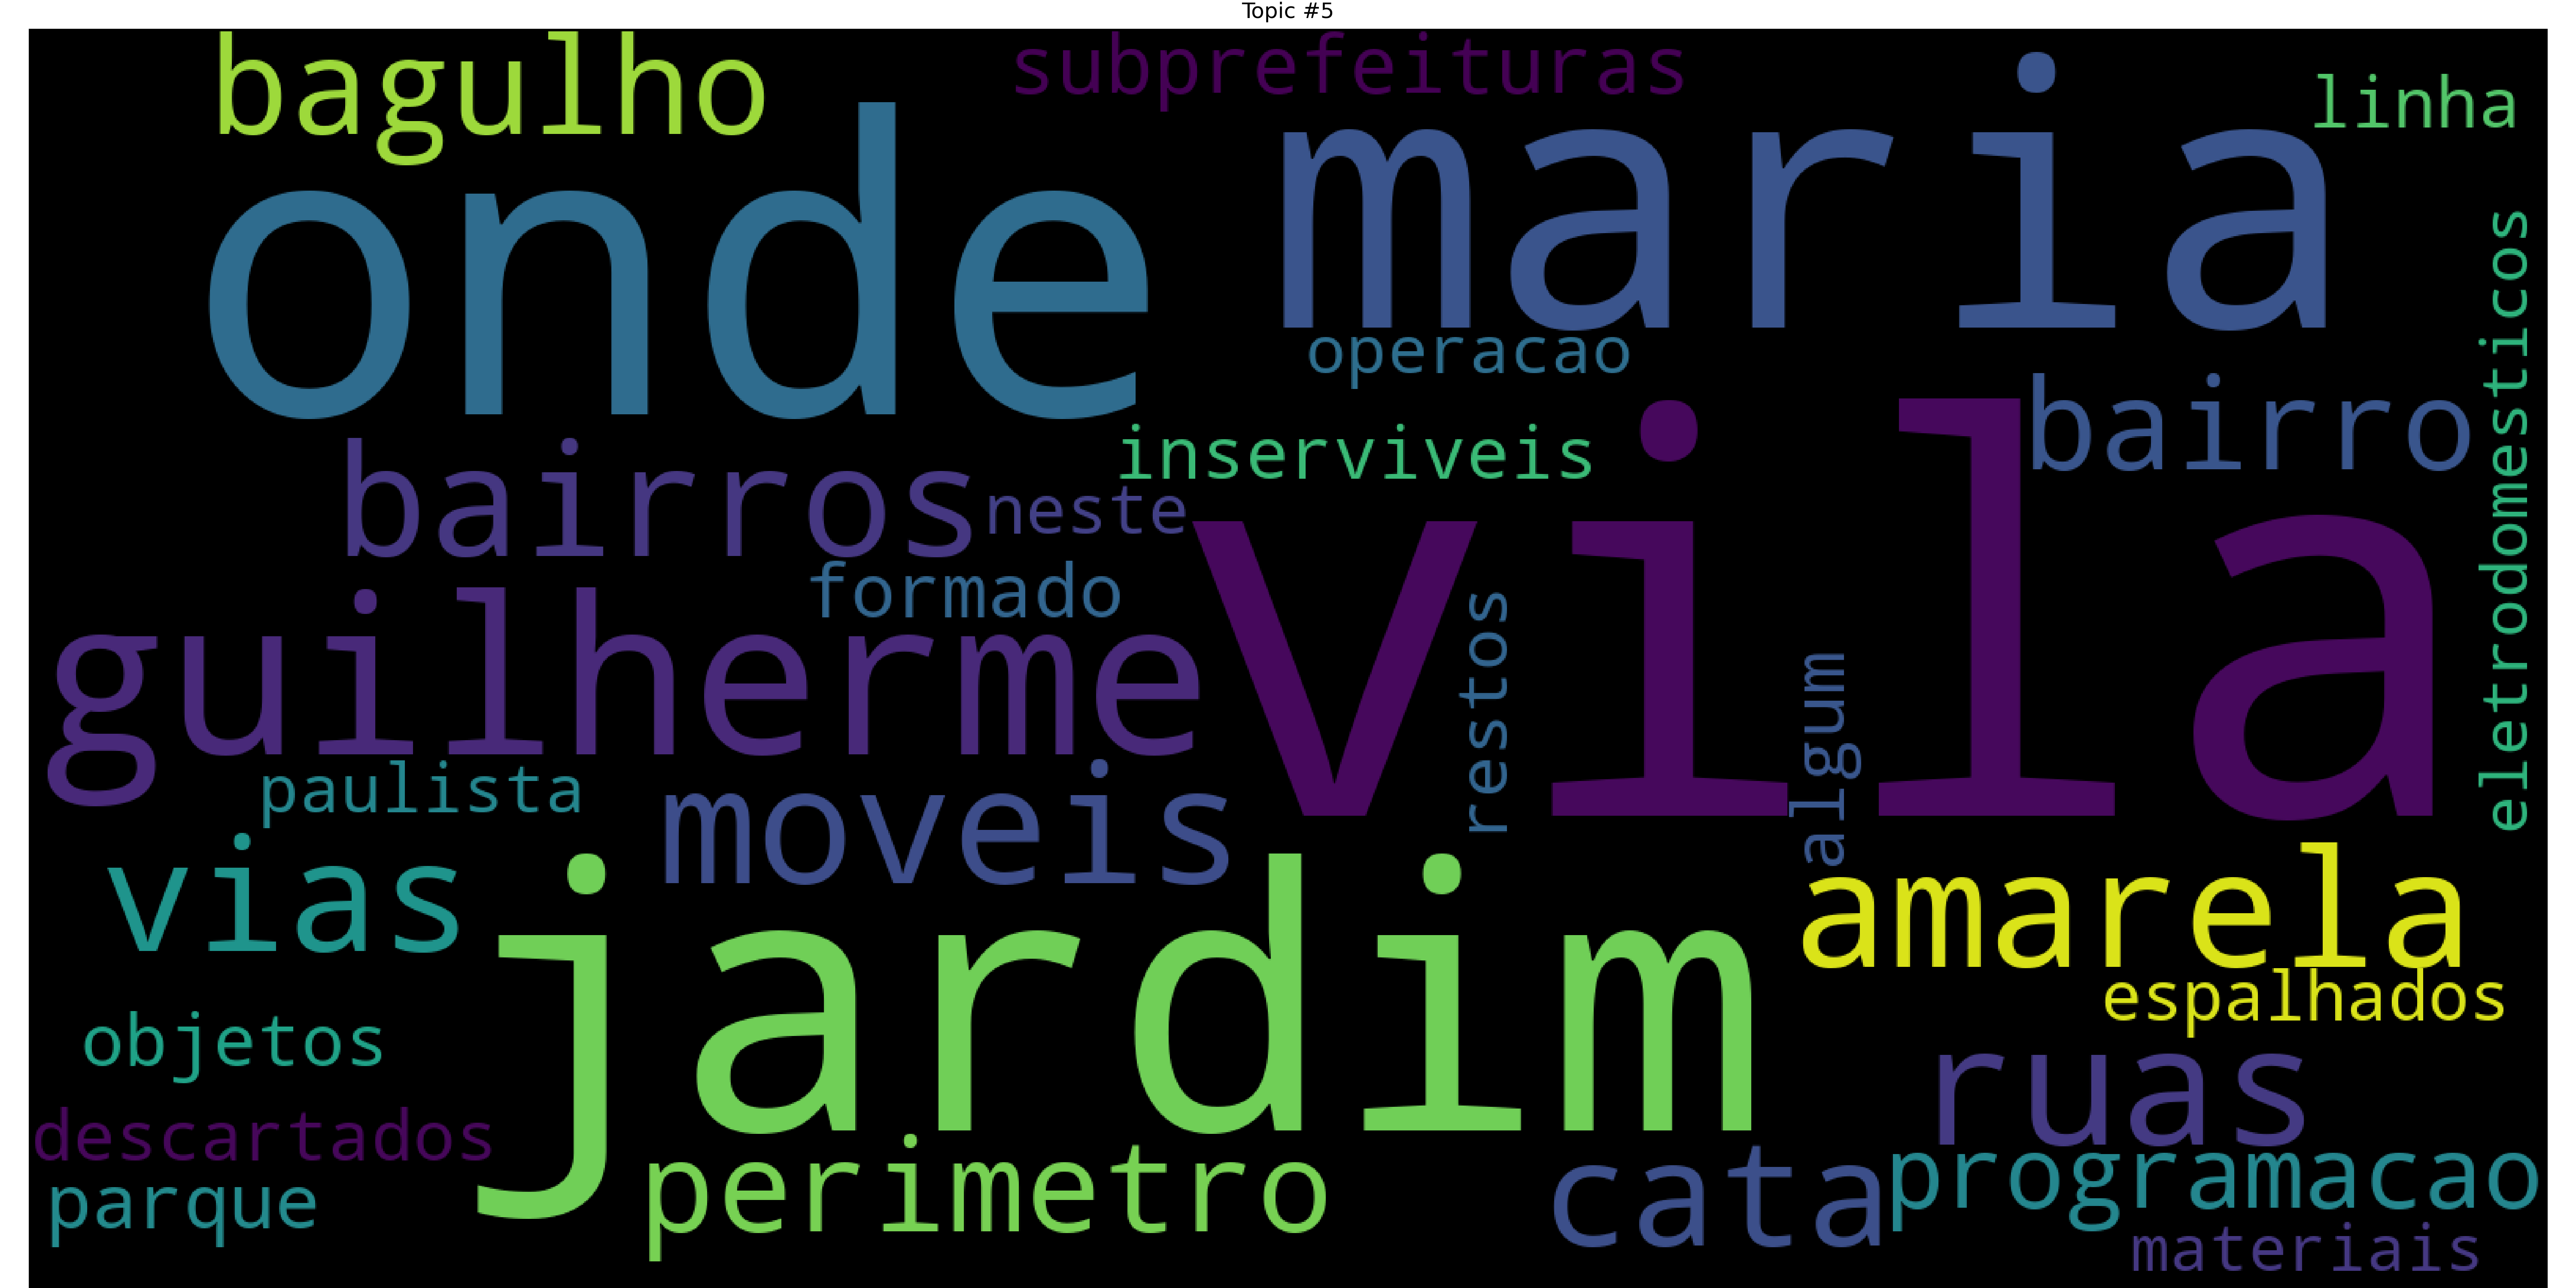 Topic #5
bagulho
subprefeituras
linha
onde
maria
operacao
bairro
bairros
inserviveis
neste
eletrodomesticos
formado
vila
guilherme
restos
algum
paulista
moveis
vias
jardim
amarela
espalhados
objetos
ruas
descartados
perimetro
cata
programacao
parque
materiais